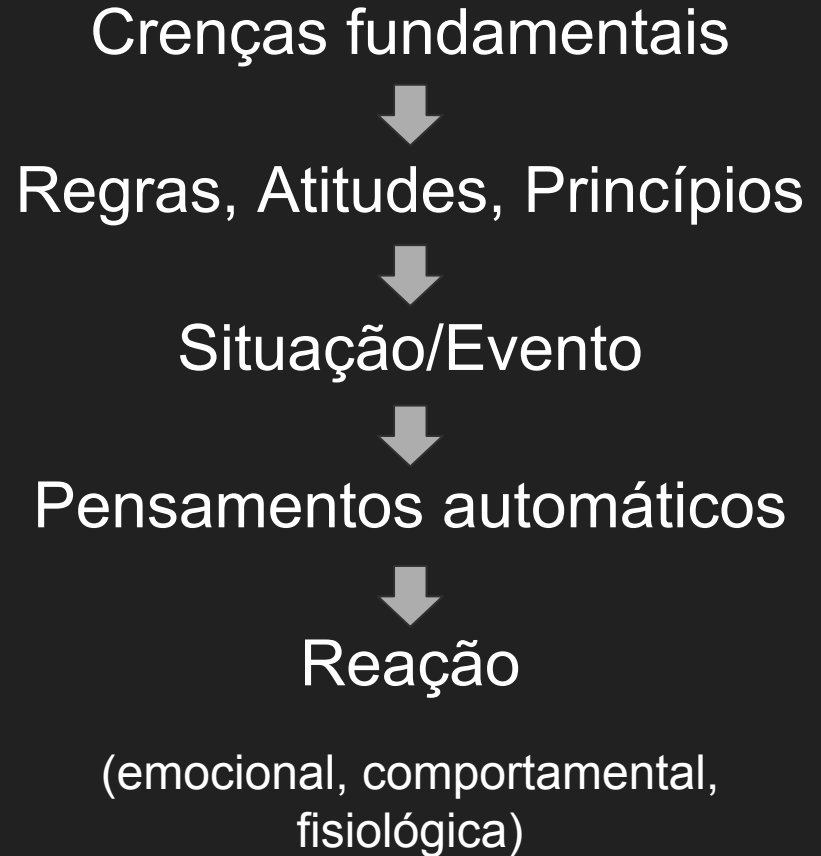 Crenças fundamentais
Regras, Atitudes, Princípios
Situação/Evento
Pensamentos automáticos
Reação
(emocional, comportamental,
fisiológica)